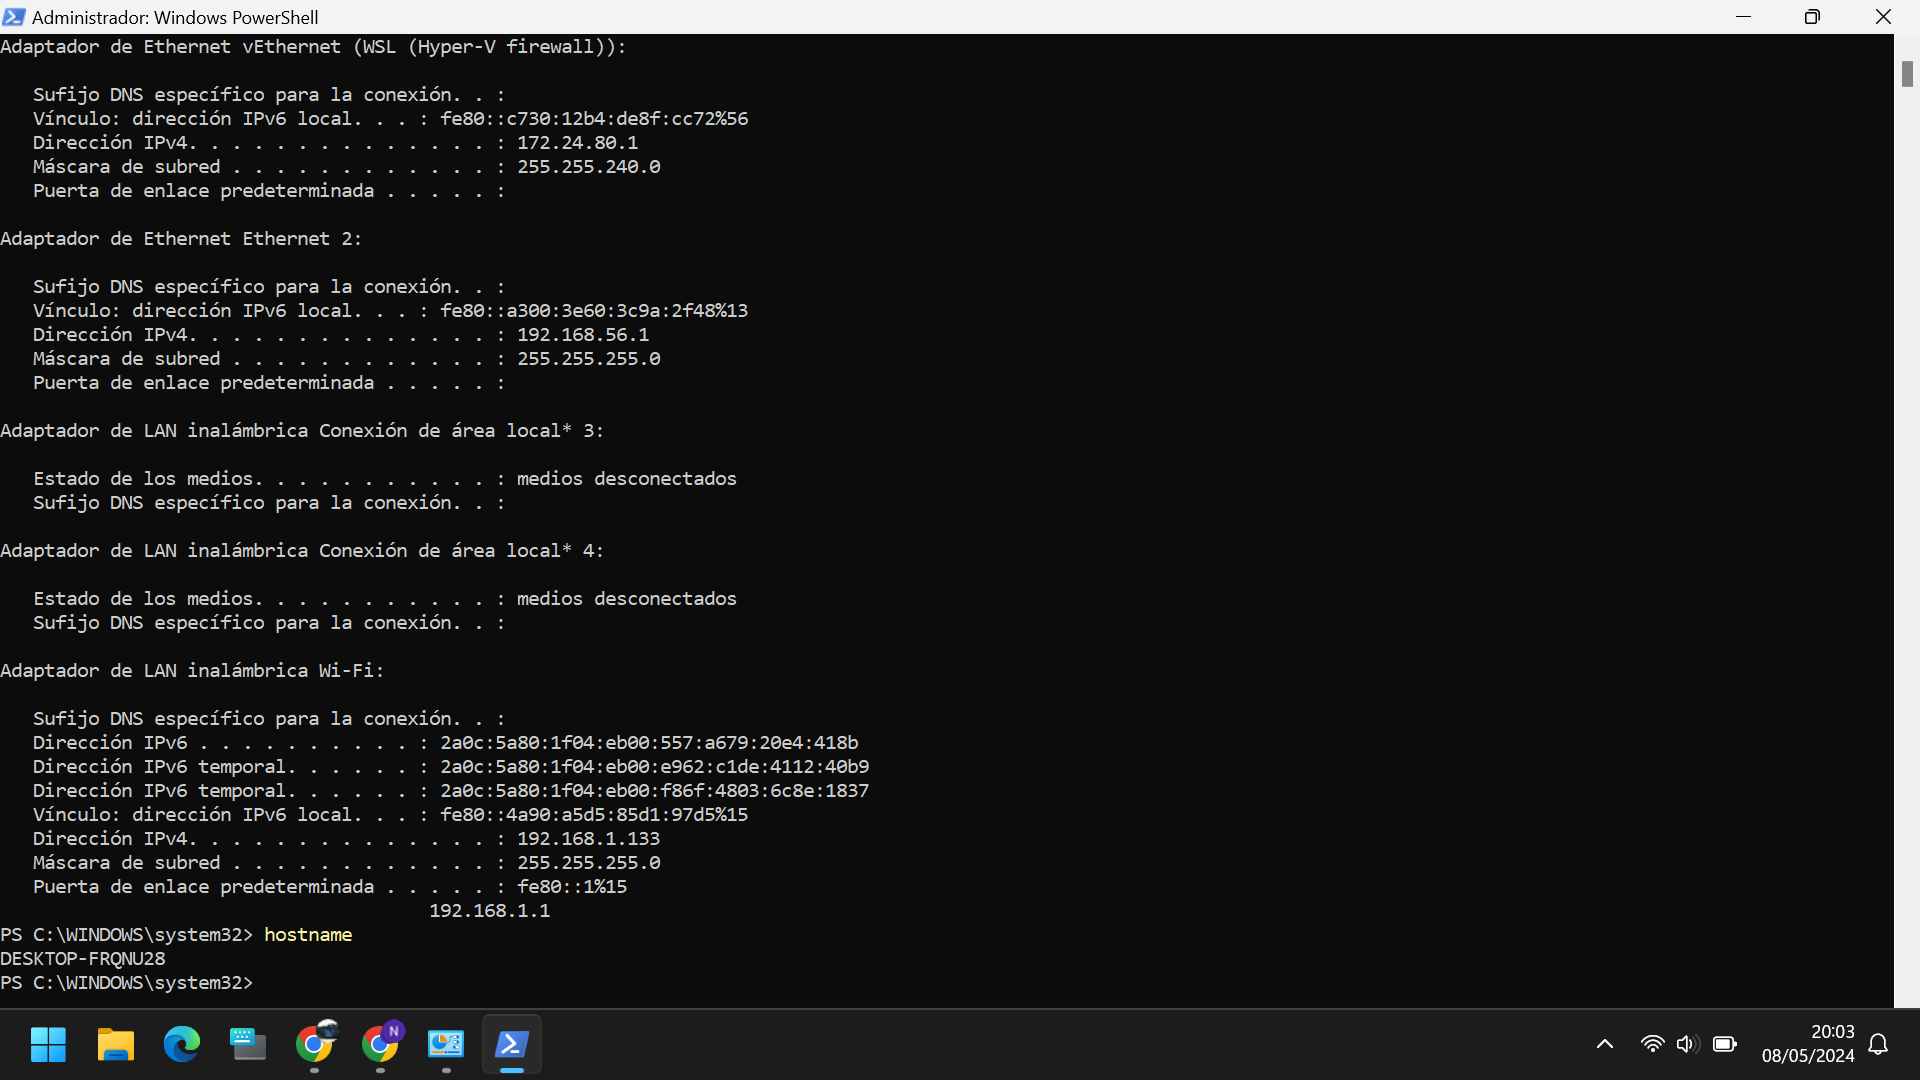 Administrador: Windows PowerShell
Adaptador de Ethernet vEthernet (WSL (Hyper-V firewall)):
Sufijo DNS específico para la conexión. . :
Vínculo: dirección IPv6 local. . . : fe80::c730:12b4:de8f:cc72%56
Dirección IPv4. . . . . . . . . . . . . . : 172.24.80.1
Máscara de subred . . . . . . . . . . . . : 255.255.240.0
Puerta de enlace predeterminada . . . . . :
Adaptador de Ethernet Ethernet 2:
Sufijo DNS específico para la conexión. . :
Vínculo: dirección IPv6 local. . . : fe80::a300:3e60:3c9a:2f48%13
Dirección IPv4. . . . . . . . . . . . . . : 192.168.56.1
Máscara de subred . . . . . . . . . . . . : 255.255.255.0
Puerta de enlace predeterminada . . . . . :
Adaptador de LAN inalámbrica Conexión de área local* 3:
Estado de los medios. . . . . . . . . . . : medios desconectados
Sufijo DNS específico para la conexión. . :
Adaptador de LAN inalámbrica Conexión de área local* 4:
Estado de los medios. . . . . . . . . . . : medios desconectados
Sufijo DNS específico para la conexión. . :
Adaptador de LAN inalámbrica Wi-Fi:
Sufijo DNS específico para la conexión. . :
Dirección IPv6 . . . . . . . . . . : 2a0c:5a80:1f04:eb00:557:a679:20e4:418b
Dirección IPv6 temporal. . . . . . : 2a0c:5a80:1f04:eb00:e962:c1de:4112:40b9
Dirección IPv6 temporal. . . . . . : 2a0c:5a80:1f04:eb00:f86f:4803:6c8e:1837
Vínculo: dirección IPv6 local. . . : fe80::4a90:a5d5:85d1:97d5%15
Dirección IPv4. . . . . . . . . . . . . . : 192.168.1.133
Máscara de subred . . . . . . . . . . . . : 255.255.255.0
Puerta de enlace predeterminada . . . . . : fe80::1%15
192.168.1.1
PS C:\WINDOWS\system32> hostname
DESKTOP-FRQNU28
PS C:\WINDOWS\system32>
N
20:03
08/05/2024